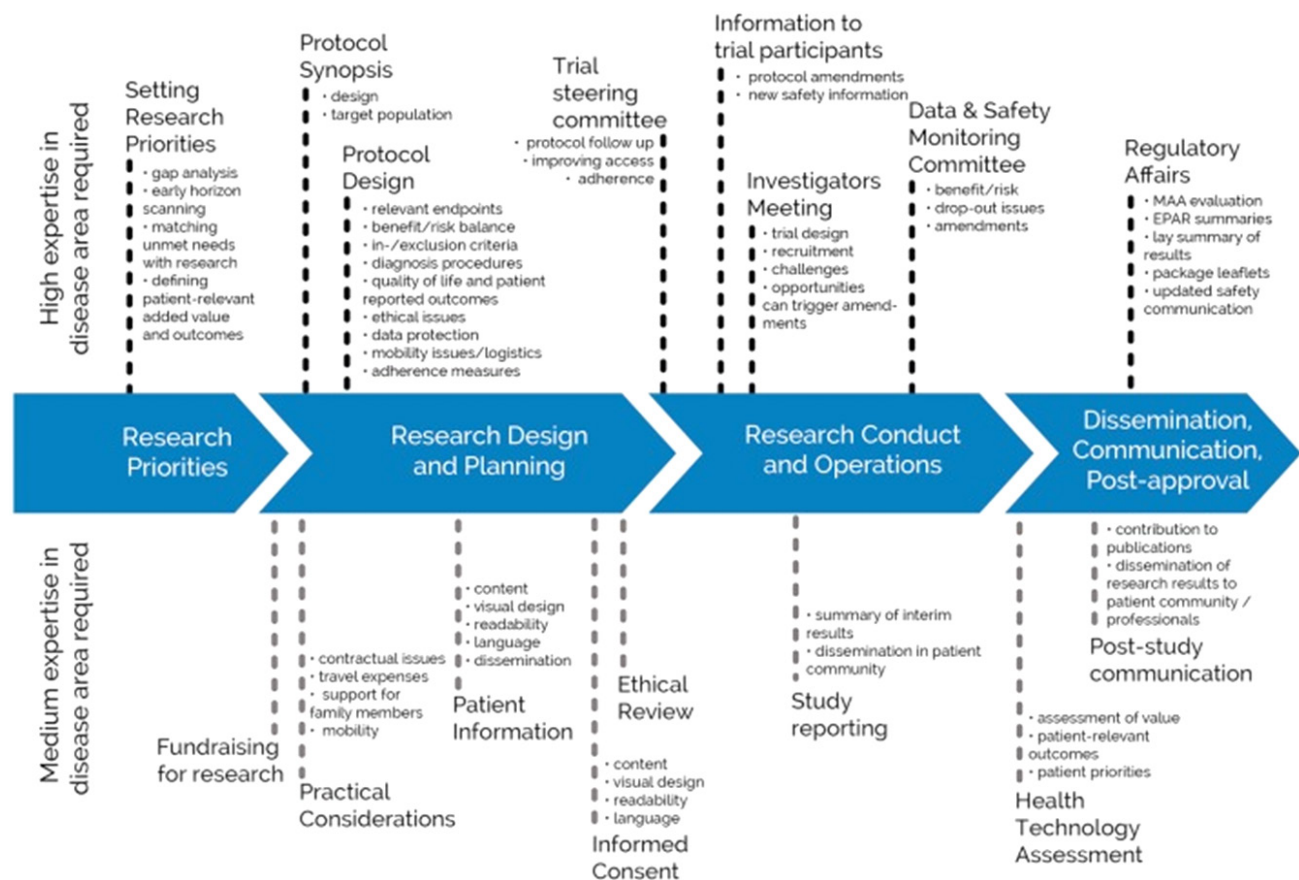 High expertise in
disease area required
Setting
Research
Priorities
• gap analysis
• early horizon
scanning
• matching
unmet needs
with research
• defining
patient-relevant
added value
and outcomes
Protocol
Synopsis
• design
• target population
Protocol
Design
• relevant endpoints
• benefit/risk balance
• in-/exclusion criteria
• diagnosis procedures
• quality of life and patient
reported outcomes
• ethical issues
• data protection
• mobility issues/logistics
• adherence measures
Trial
steering
committee
• protocol follow up
• improving access
• adherence
Information to
trial participants
• protocol amendments
• new safety information
Investigators
Meeting
• trial design
• recruitment
• challenges
• opportunities
can trigger amend-
ments
Data & Safety
Monitoring
Committee
• benefit/risk
• drop-out issues
• amendments
Regulatory
Affairs
• MAA evaluation
• EPAR summaries
• lay summary of
results
• package leaflets
• updated safety
communication
Research
Priorities
Research Design
and Planning
Research Conduct
and Operations
Dissemination,
Communication,
Post-approval
Medium expertise in
disease area required
Fundraising
for research
• contractual issues
• travel expenses
• support for
family members
• mobility
Practical
Considerations
• content
• visual design
• readability
• language
• dissemination
Patient
Information
• content
• visual design
• readability
• language
Informed
Consent
Ethical
Review
• summary of interim
results
• dissemination in patient
community
Study
reporting
• assessment of value
• patient-relevant
outcomes
• patient priorities
Health
Technology
Assessment
• contribution to
publications
• dissemination of
research results to
patient community /
professionals
Post-study
communication